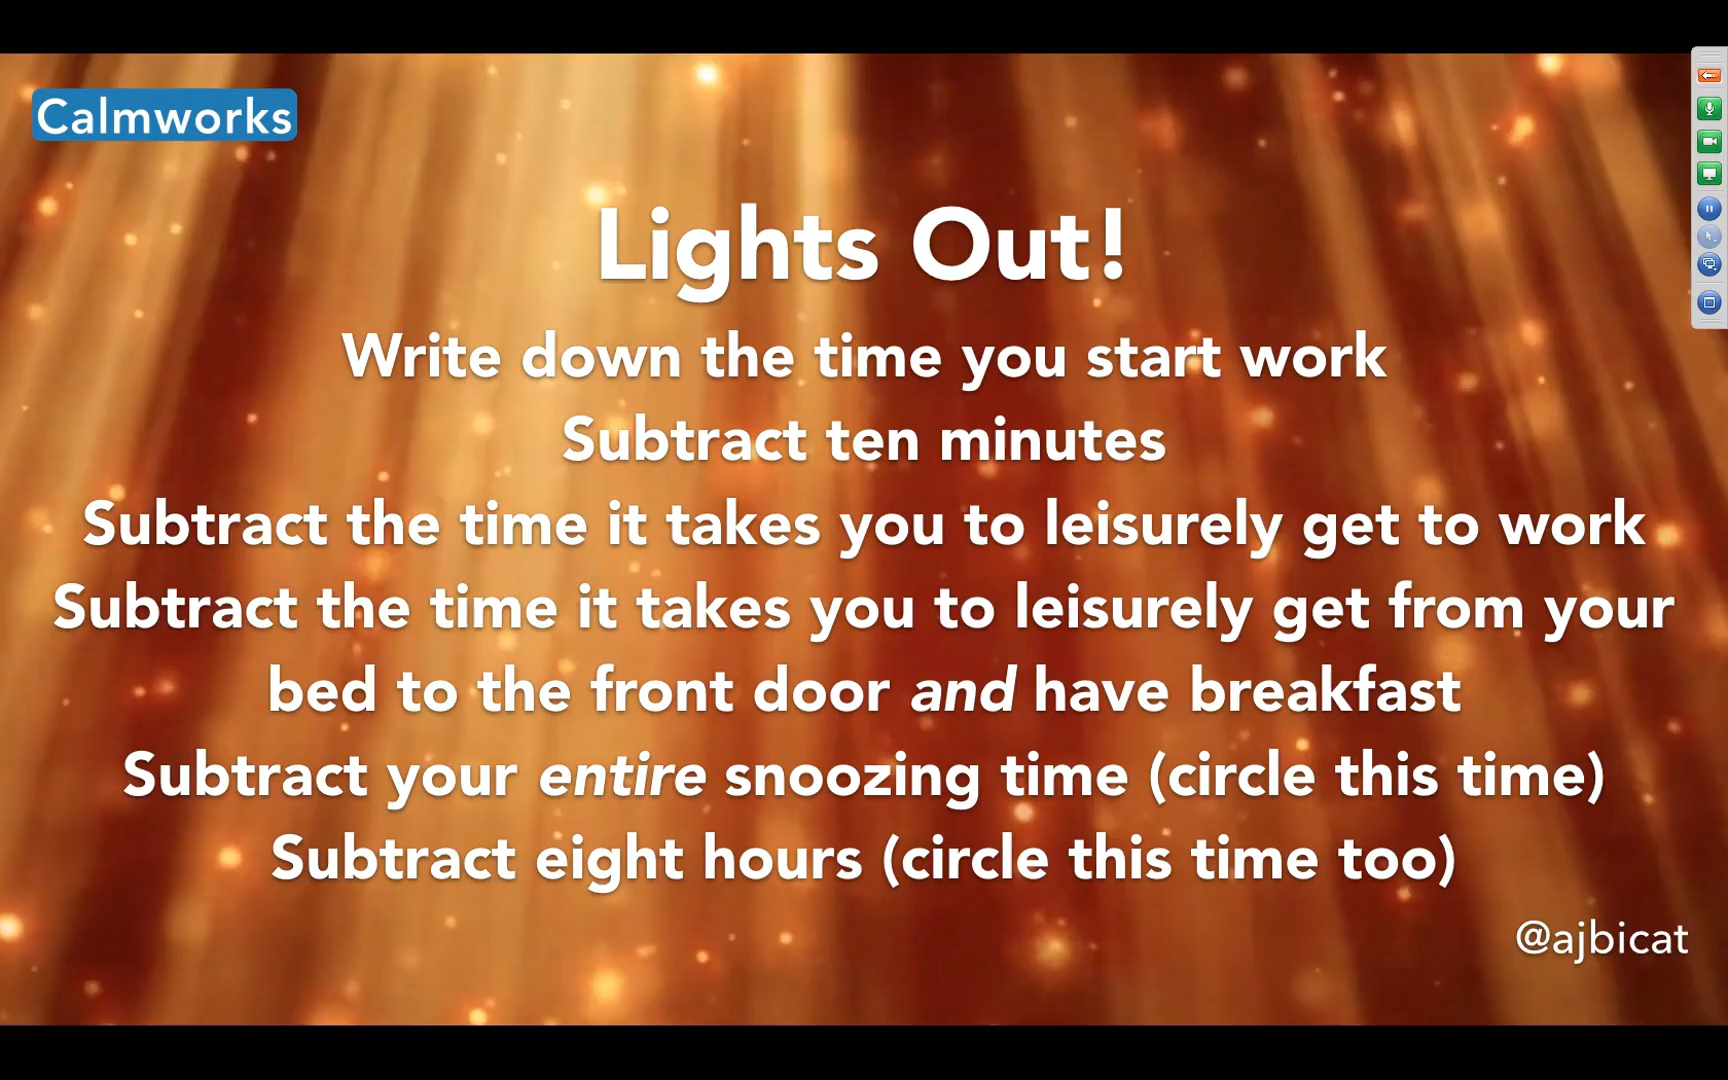 Calmworks
Lights Out!
Write down the time you start work
Subtract ten minutes
Subtract the time it takes you to leisurely get to work
Subtract the time it takes you to leisurely get from your
bed to the front door and have breakfast
Subtract your entire snoozing time (circle this time)
Subtract eight hours (circle this time too)
@ajbicat